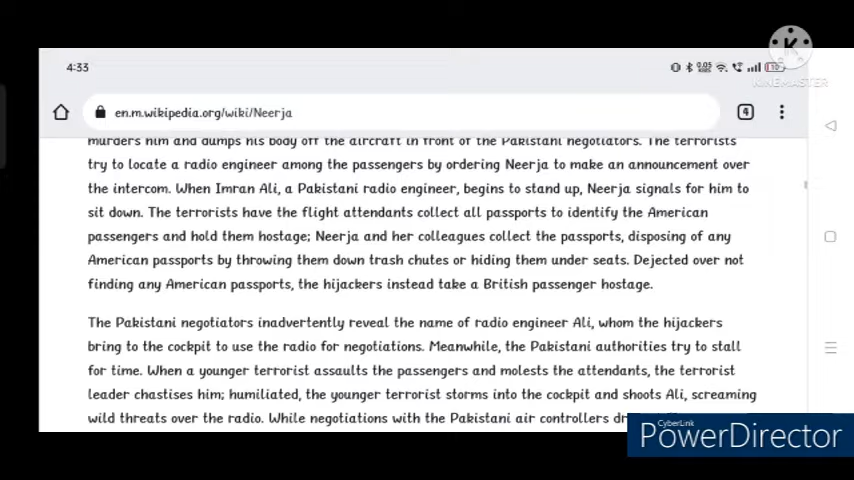 KINEMASTER
4:33
0.05
10
en.m.wikipedia.org/wiki/Neerja
4
murders him and dumps his body off the aircraft in front of the Pakistani negotiators. The terrorists
try to locate a radio engineer among the passengers by ordering Neerja to make an announcement over
the intercom. When Imran Ali, a Pakistani radio engineer, begins to stand up, Neerja signals for him to
sit down. The terrorists have the flight attendants collect all passports to identify the American
passengers and hold them hostage; Neerja and her colleagues collect the passports, disposing of any
American passports by throwing them down trash chutes or hiding them under seats. Dejected over not
finding any American passports, the hijackers instead take a British passenger hostage.
The Pakistani negotiators inadvertently reveal the name of radio engineer Ali, whom the hijackers
bring to the cockpit to use the radio for negotiations. Meanwhile, the Pakistani authorities try to stall
for time. When a younger terrorist assaults the passengers and molests the attendants, the terrorist
leader chastises him; humiliated, the younger terrorist storms into the cockpit and shoots Ali, screaming
wild threats over the radio. While negotiations with the Pakistani air controllers
CyberLink
PowerDirector